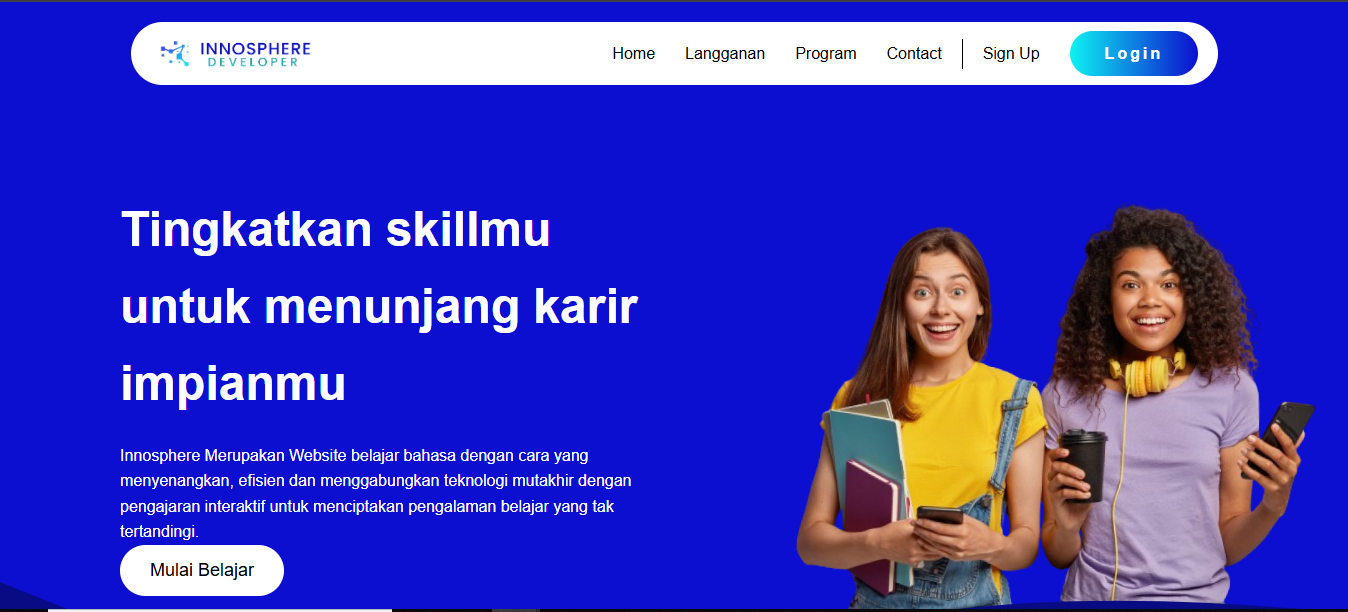 INNOSPHERE
DEVELOPER
Home Langganan Program Contact Sign Up Login
Tingkatkan skillmu
untuk menunjang karir
impianmu
Innosphere Merupakan Website belajar bahasa dengan cara yang
menyenangkan, efisien dan menggabungkan teknologi mutakhir dengan
pengajaran interaktif untuk menciptakan pengalaman belajar yang tak
tertandingi.
Mulai Belajar